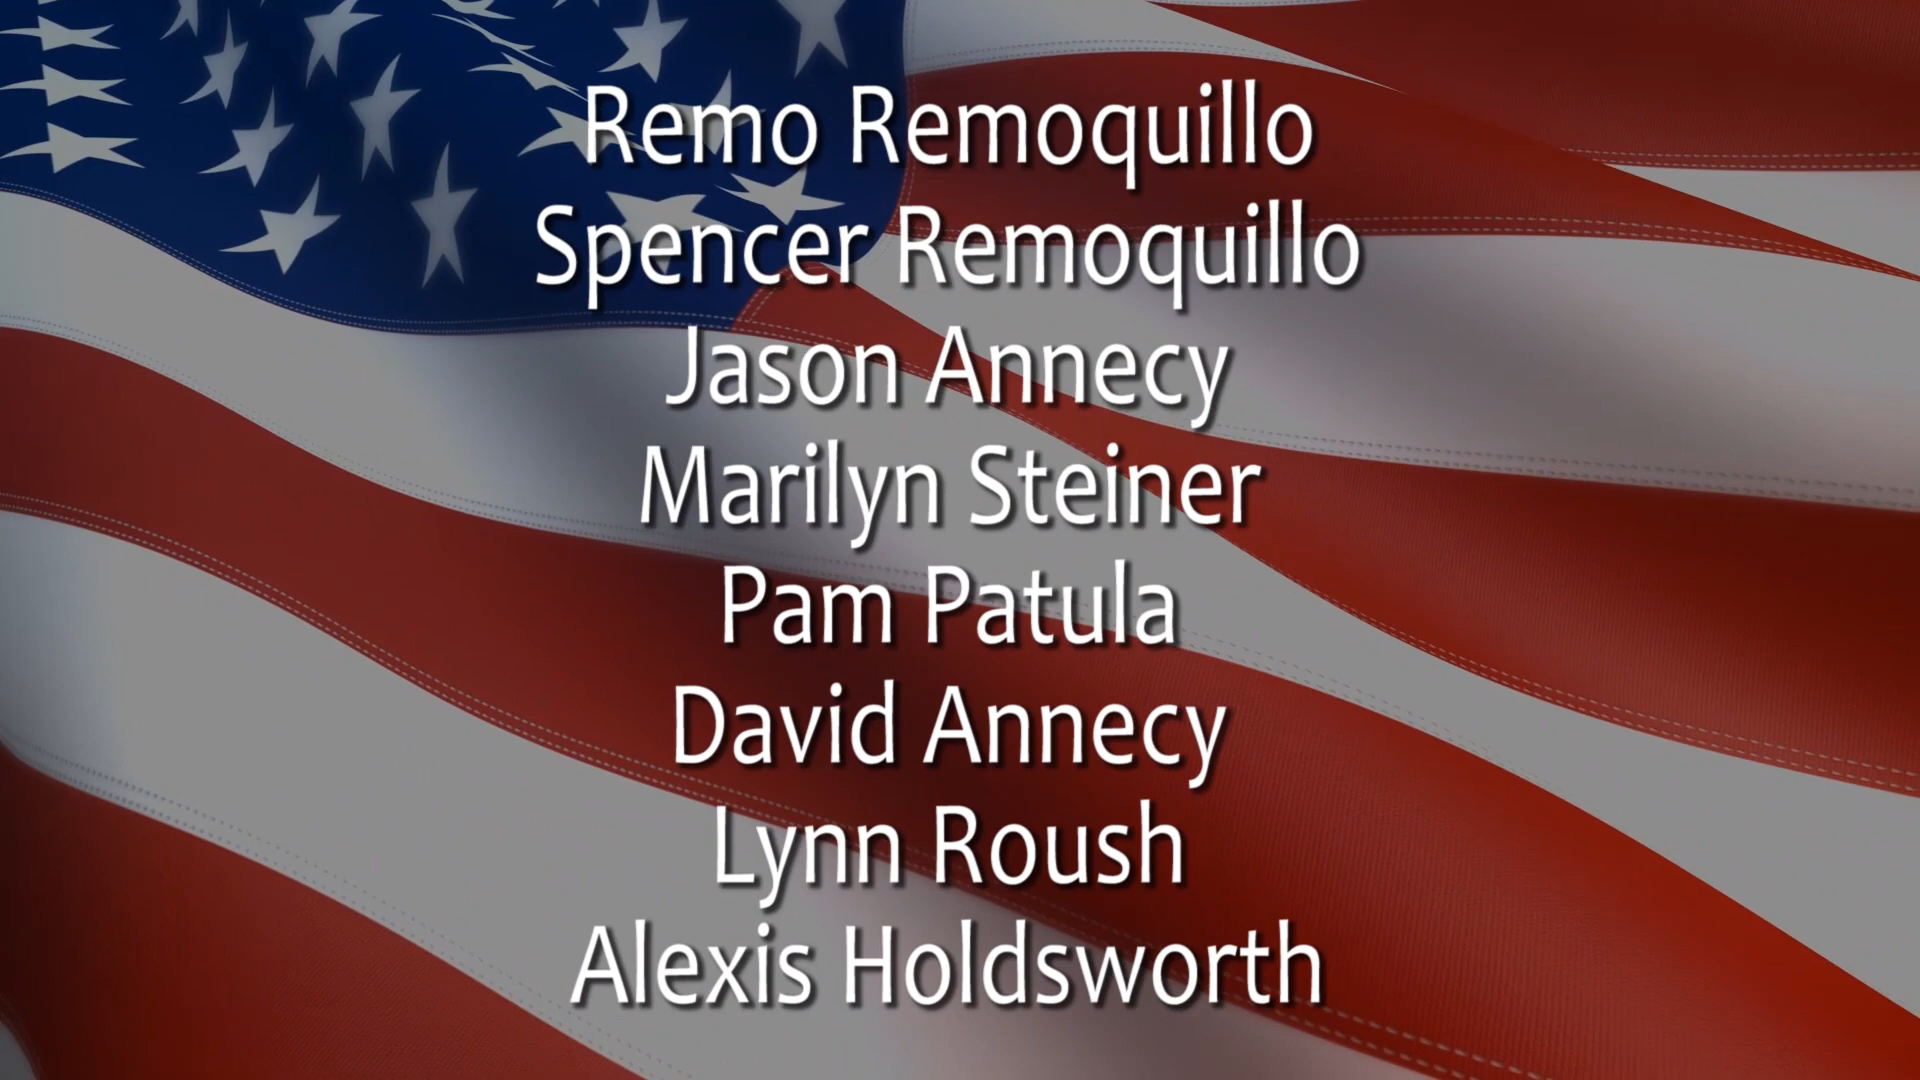 Remo Remoquillo
Spencer Remoquillo
Jason Annecy
Marilyn Steiner
Pam Patula
David Annecy
Lynn Roush
Alexis Holdsworth